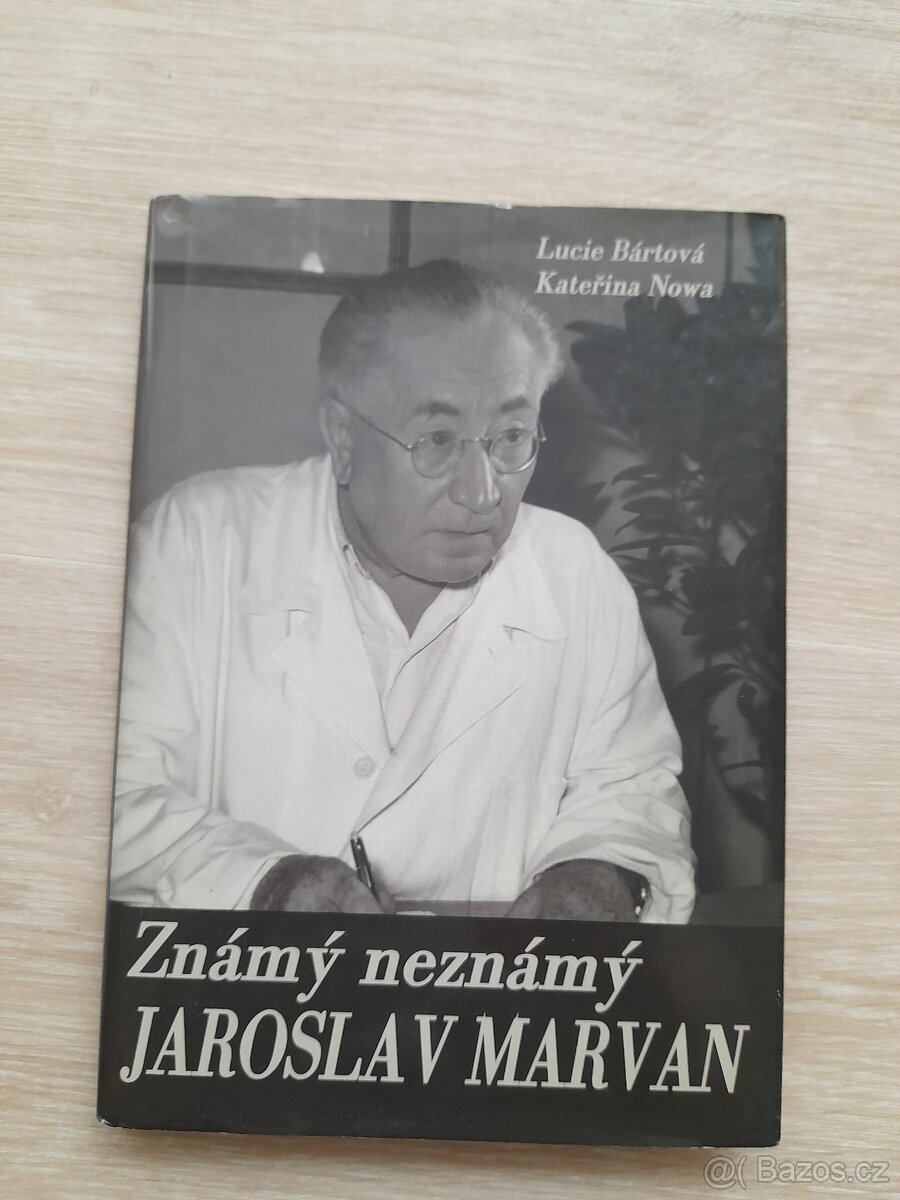 Lucie Bártová
Kateřina Nowa
Známý neznámý
JAROSLAV MARVAN
@( Bazos.cz